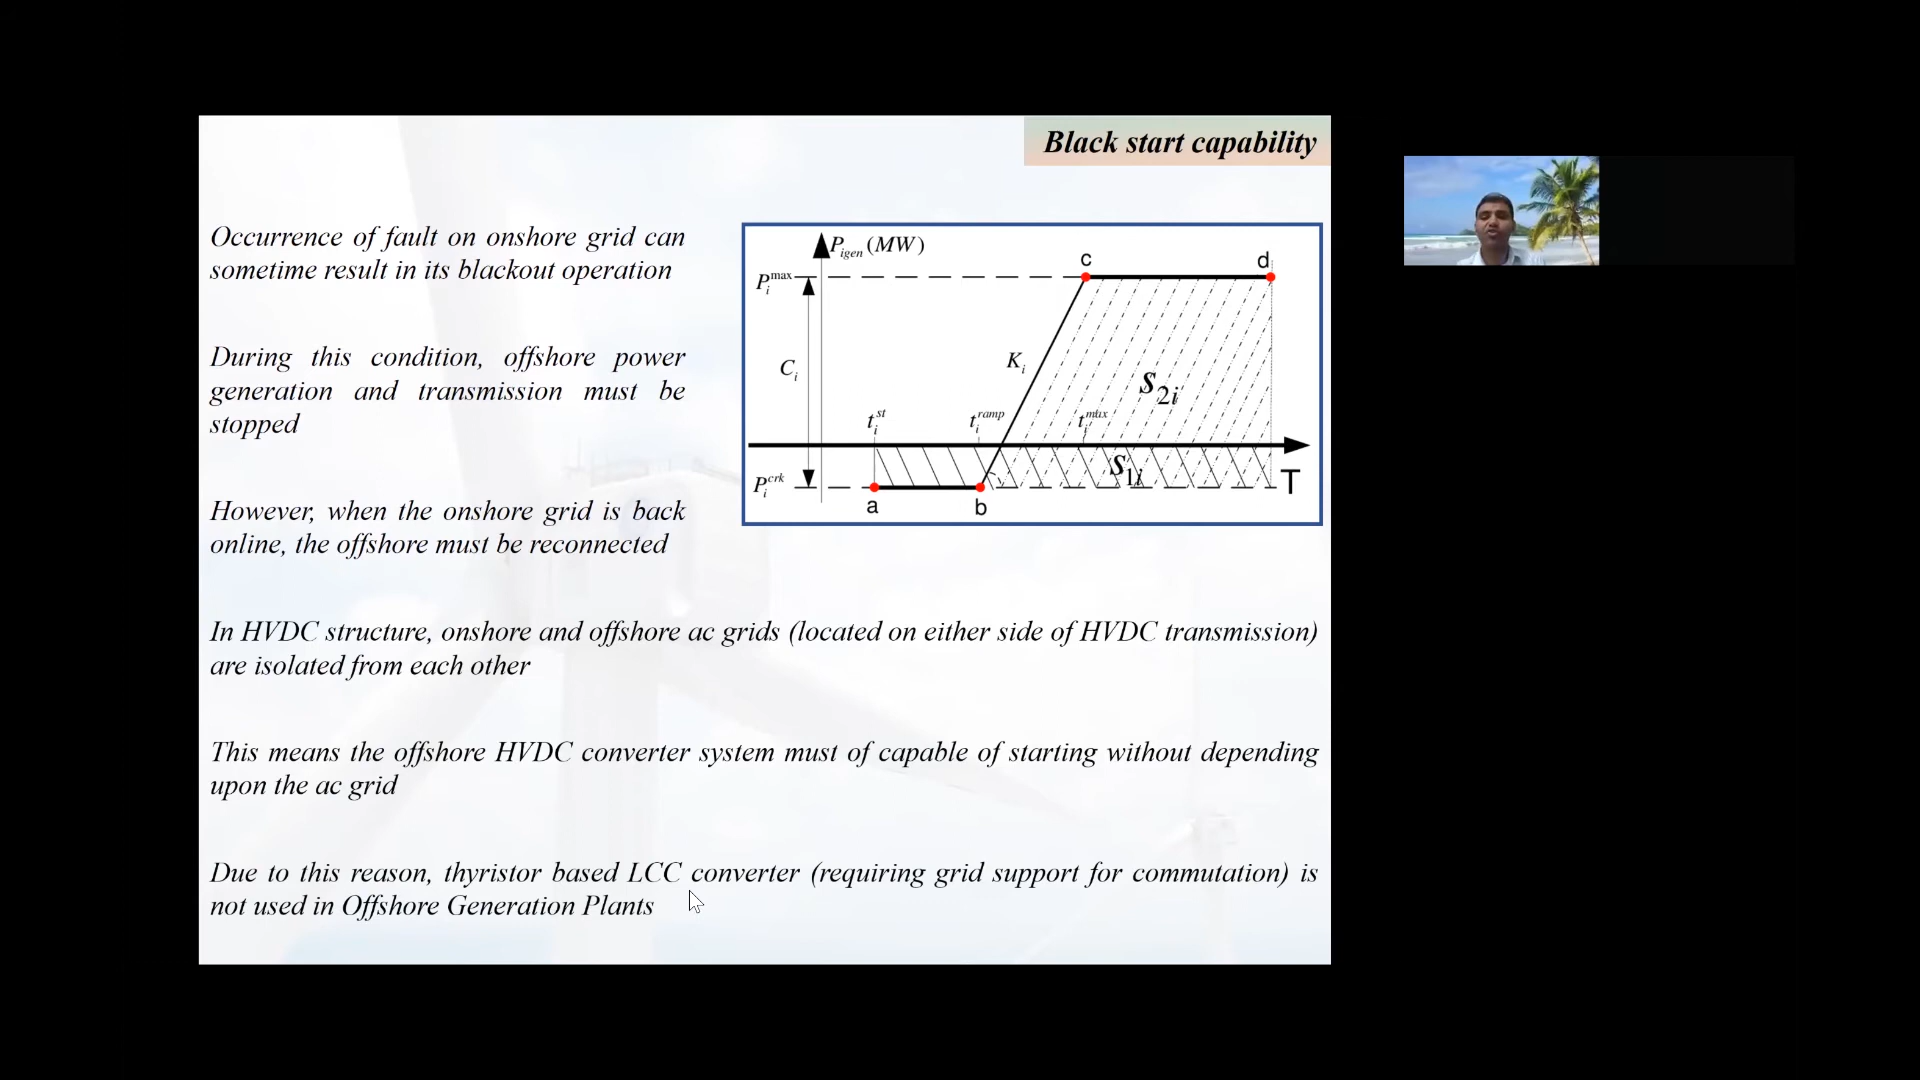 Black start capability
Occurrence of fault on onshore grid can
sometime result in its blackout operation
During this condition, offshore power
generation and transmission must be
stopped
However, when the onshore grid is back
online, the offshore must be reconnected
P_igen (MW)
P_i^max
c
d
C_i
K_i
S_2i
t_i^st
t_i^ramp
t_i^max
S_1i
P_i^crk
T
a
b
In HVDC structure, onshore and offshore ac grids (located on either side of HVDC transmission)
are isolated from each other
This means the offshore HVDC converter system must of capable of starting without depending
upon the ac grid
Due to this reason, thyristor based LCC converter (requiring grid support for commutation) is
not used in Offshore Generation Plants